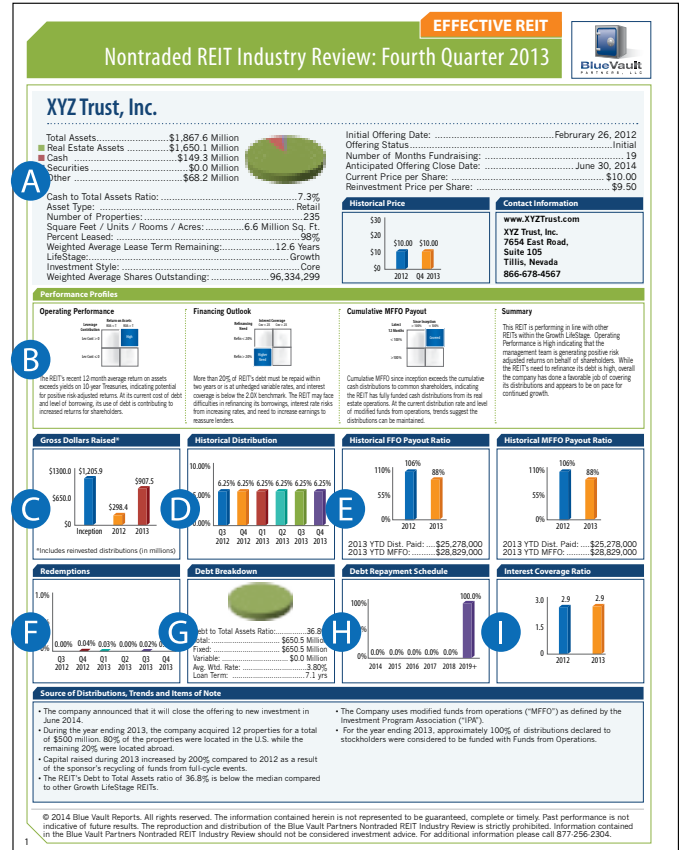 EFFECTIVE REIT
Nontraded REIT Industry Review: Fourth Quarter 2013
BlueVault
PARTNERS, LLC
XYZ Trust, Inc.
Total Assets...................$1,867.6 Million
Real Estate Assets ...........$1,650.1 Million
Cash .......................$149.3 Million
Securities ......................$0.0 Million
Other .........................$68.2 Million
Cash to Total Assets Ratio: ...................7.3%
Asset Type: ................................ Retail
Number of Properties: ........................235
Square Feet / Units / Rooms / Acres: .........6.6 Million Sq. Ft.
Percent Leased: .............................98%
Weighted Average Lease Term Remaining: ..........12.6 Years
LifeStage: ...............................Growth
Investment Style: ...........................Core
Weighted Average Shares Outstanding: ............96,334,299
A
Initial Offering Date: .........................Februrary 26, 2012
Offering Status ................................Initial
Number of Months Fundraising: ......................19
Anticipated Offering Close Date: ................June 30, 2014
Current Price per Share: .......................$10.00
Reinvestment Price per Share: ....................$9.50
Historical Price
$30
$20
$10
$0
$10.00 $10.00
2012 Q4 2013
Contact Information
www.XYZTrust.com
XYZ Trust, Inc.
7654 East Road,
Suite 105
Tillis, Nevada
866-678-4567
Performance Profiles
B
Operating Performance
Return on Assets
Leverage
Contribution
High
The REIT's recent 12-month average return on assets
exceeds yields on 10-year Treasuries, indicating potential
for positive risk-adjusted returns. At its current cost of debt
and level of borrowing, its use of debt is contributing to
increased returns for shareholders.
Financing Outlook
Interest Coverage
Refinancing
Need
Higher
Need
More than 20% of REIT's debt must be repaid within
two years or is at unhedged variable rates, and interest
coverage is below the 2.0X benchmark. The REIT may face
difficulties in refinancing its borrowings, interest rate risks
from increasing rates, and need to increase earnings to
reassure lenders.
Cumulative MFFO Payout
Since Inception
Latest
12 Months
Cumulative MFFO since inception exceeds the cumulative
cash distributions to common shareholders, indicating
the REIT has fully funded cash distributions from its real
estate operations. At the current distribution rate and level
of modified funds from operations, trends suggest the
distributions can be maintained.
Summary
This REIT is performing in line with other
REITs within the Growth LifeStage. Operating
Performance is High indicating that the
management team is generating positive risk
adjusted returns on behalf of shareholders. While
the REIT's need to refinance its debt is high, overall
the company has done a favorable job of covering
its distributions and appears to be on pace for
continued growth.
Gross Dollars Raised*
C
$1300.0
$650.0
$0
$1,205.9
$298.4
$907.5
Inception 2012 2013
*Includes reinvested distributions (in millions)
Historical Distribution
D
10.00%
5.00%
0.00%
6.25% 6.25% 6.25% 6.25% 6.25% 6.25%
Q3 Q4 Q1 Q2 Q3 Q4
2012 2012 2013 2013 2013 2013
Historical FFO Payout Ratio
E
110%
55%
0%
106%
88%
2012 2013
2013 YTD Dist. Paid: ....$25,278,000
2013 YTD MFFO: ..........$28,829,000
Historical MFFO Payout Ratio
110%
55%
0%
106%
88%
2012 2013
2013 YTD Dist. Paid: ....$25,278,000
2013 YTD MFFO: ..........$28,829,000
Redemptions
F
1.0%
0.00% 0.04% 0.03% 0.00% 0.02%
Q3 Q4 Q1 Q2 Q3 Q4
2012 2012 2013 2013 2013 2013
Debt Breakdown
G
Debt to Total Assets Ratio:............36.8%
Total: ......................$650.5 Million
Fixed: ......................$650.5 Million
Variable: .....................$0.0 Million
Avg. Wtd. Rate: ....................3.80%
Loan Term: ......................7.1 yrs
Debt Repayment Schedule
H
100%
0%
0.0% 0.0% 0.0% 0.0% 0.0% 100.0%
2014 2015 2016 2017 2018 2019+
Interest Coverage Ratio
I
3.0
1.5
0.0
2.9 2.9
2012 2013
Source of Distributions, Trends and Items of Note
• The company announced that it will close the offering to new investment in
June 2014.
• During the year ending 2013, the company acquired 12 properties for a total
of $500 million. 80% of the properties were located in the U.S. while the
remaining 20% were located abroad.
• Capital raised during 2013 increased by 200% compared to 2012 as a result
of the sponsor's recycling of funds from full-cycle events.
• The REIT's Debt to Total Assets ratio of 36.8% is below the median compared
to other Growth LifeStage REITs.
• The Company uses modified funds from operations ("MFFO") as defined by the
Investment Program Association ("IPA").
• For the year ending 2013, approximately 100% of distributions declared to
stockholders were considered to be funded with Funds from Operations.
© 2014 Blue Vault Reports. All rights reserved. The information contained herein is not represented to be guaranteed, complete or timely. Past performance is not
indicative of future results. The reproduction and distribution of the Blue Vault Partners Nontraded REIT Industry Review is strictly prohibited. Information contained
in the Blue Vault Partners Nontraded REIT Industry Review should not be considered investment advice. For additional information please call 877-256-2304.
1